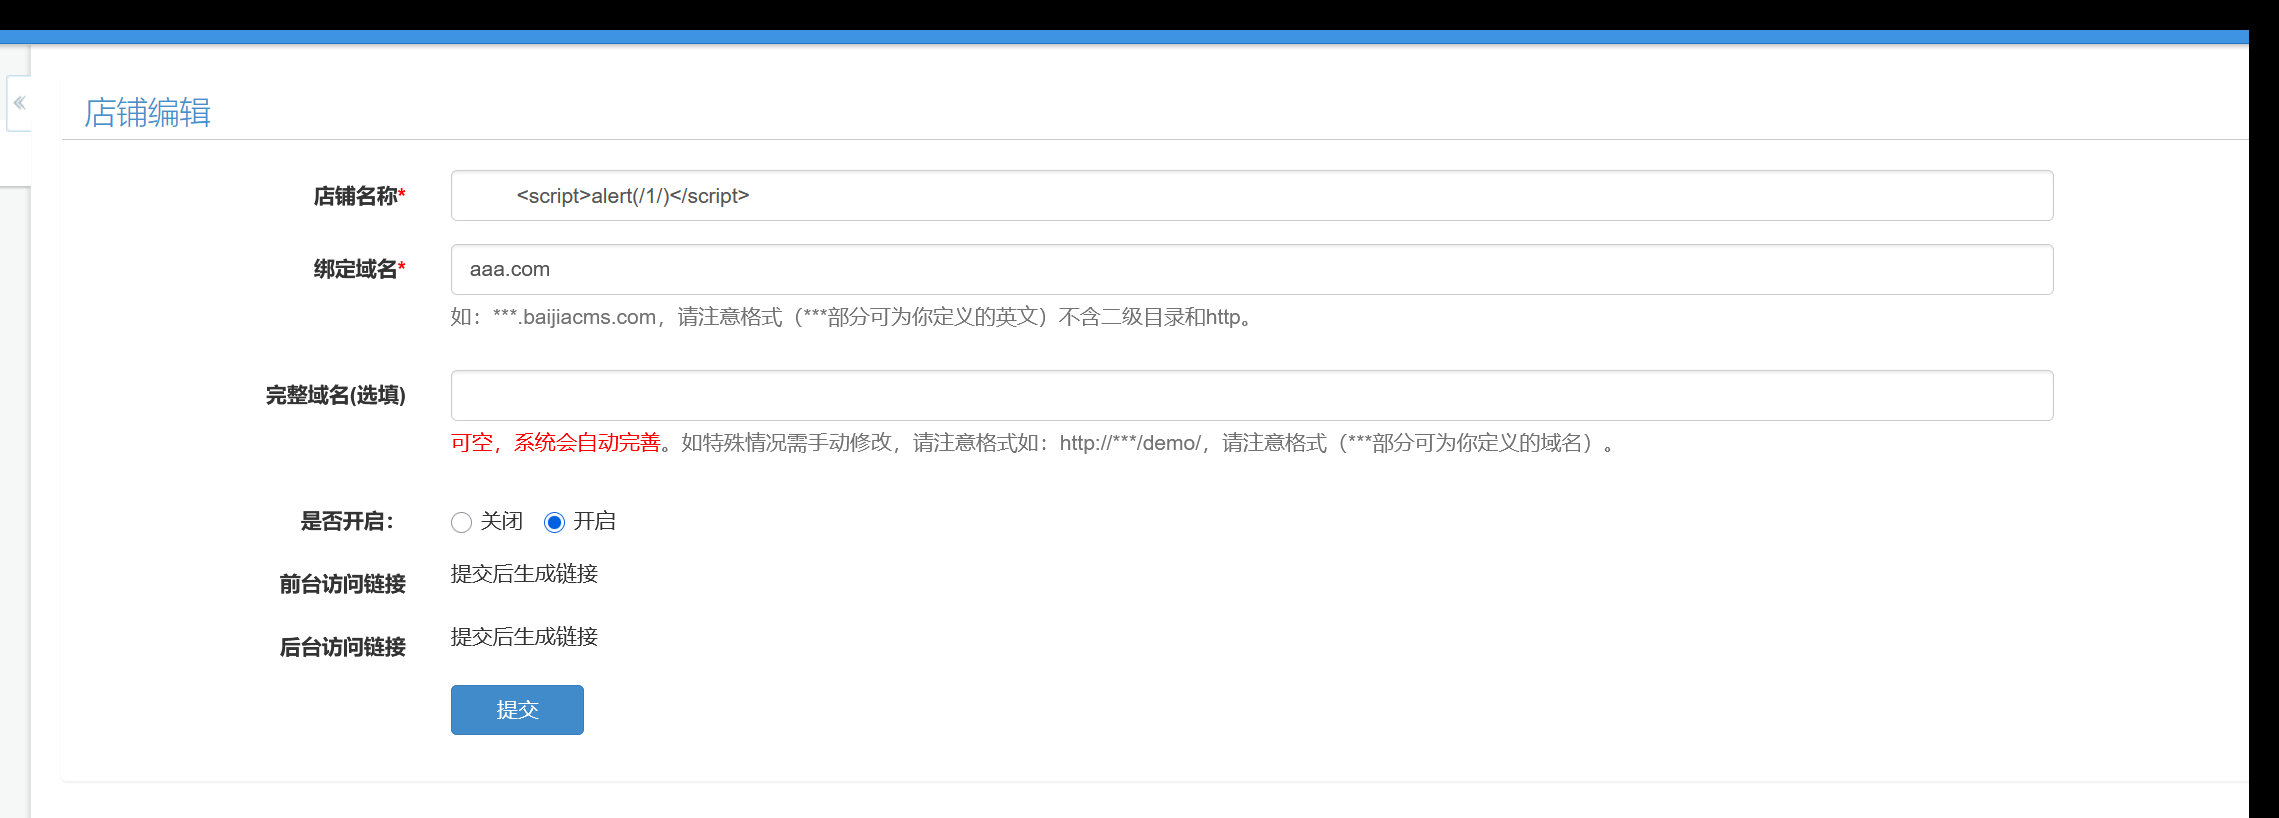 店铺编辑
店铺名称* <script>alert(/1/)</script>
绑定域名* aaa.com
如：***.baijiacms.com，请注意格式（***部分可为你定义的英文）不含二级目录和http。
完整域名(选填)
可空，系统会自动完善。如特殊情况需手动修改，请注意格式如：http://***/demo/，请注意格式（***部分可为你定义的域名）。
是否开启： 关闭 开启
前台访问链接 提交后生成链接
后台访问链接 提交后生成链接
提交